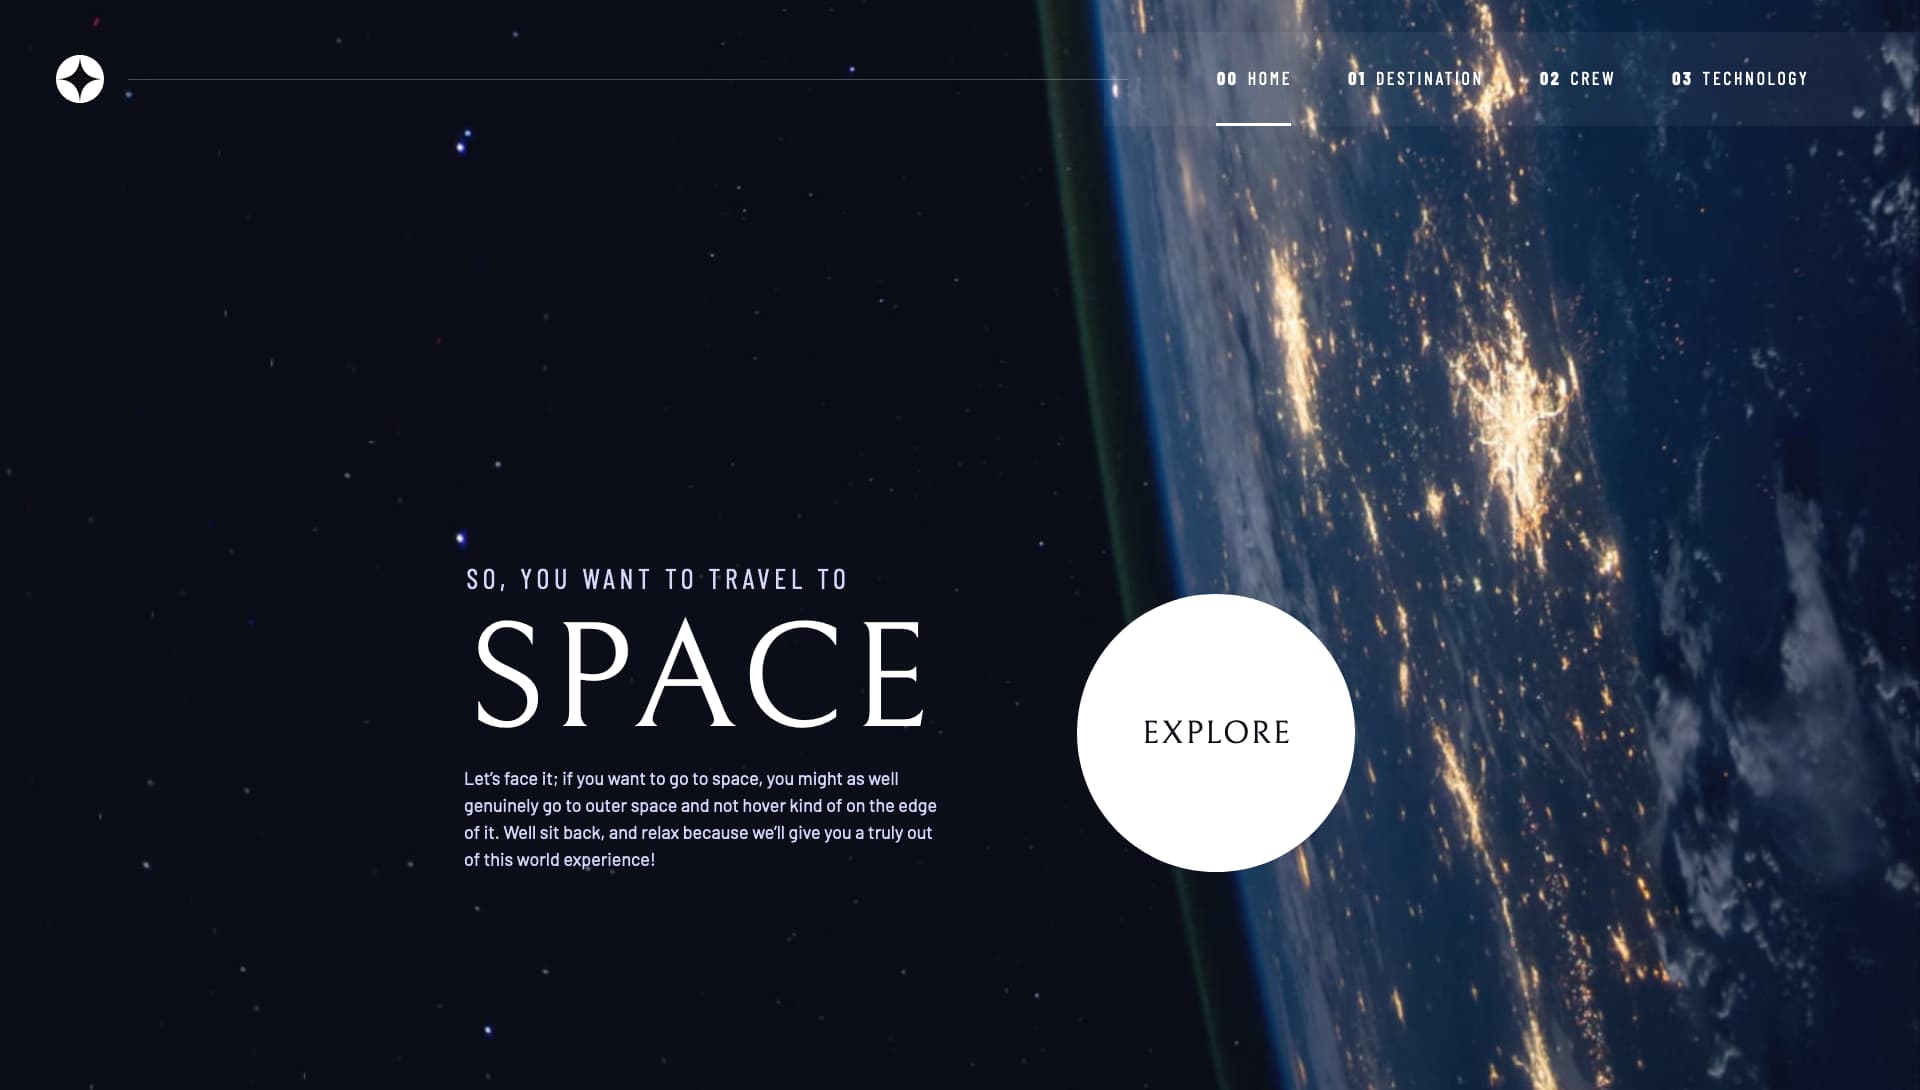 00 HOME 01 DESTINATION 02 CREW 03 TECHNOLOGY
SO, YOU WANT TO TRAVEL TO
SPACE
Let’s face it; if you want to go to space, you might as well
genuinely go to outer space and not hover kind of on the edge
of it. Well sit back, and relax because we’ll give you a truly out
of this world experience!
EXPLORE